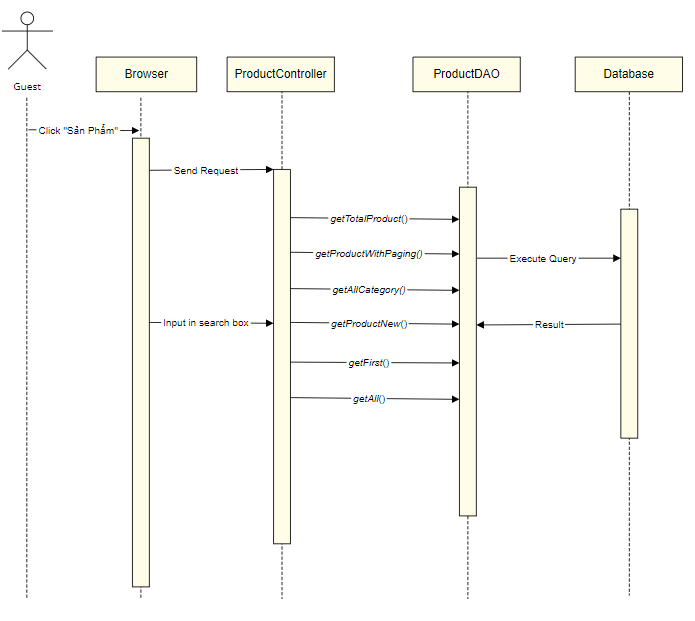 Guest
Browser
ProductController
ProductDAO
Database
Click "Sản Phẩm"
Send Request
getTotalProduct()
getProductWithPaging()
Execute Query
getAllCategory()
Input in search box
getProductNew()
Result
getFirst()
getAll()